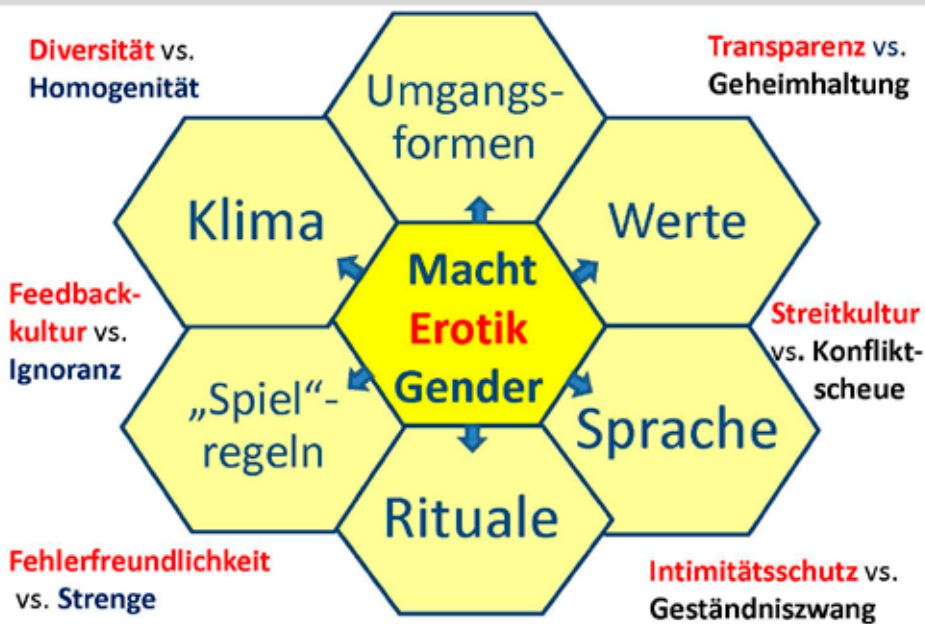 Diversität vs.
Homogenität
Umgangs-
formen
Transparenz vs.
Geheimhaltung
Klima
Werte
Macht
Erotik
Gender
Feedback-
kultur vs.
Ignoranz
Streitkultur
vs. Konflikt-
scheue
„Spiel“-
regeln
Sprache
Rituale
Fehlerfreundlichkeit
vs. Strenge
Intimitätsschutz vs.
Geständniszwang